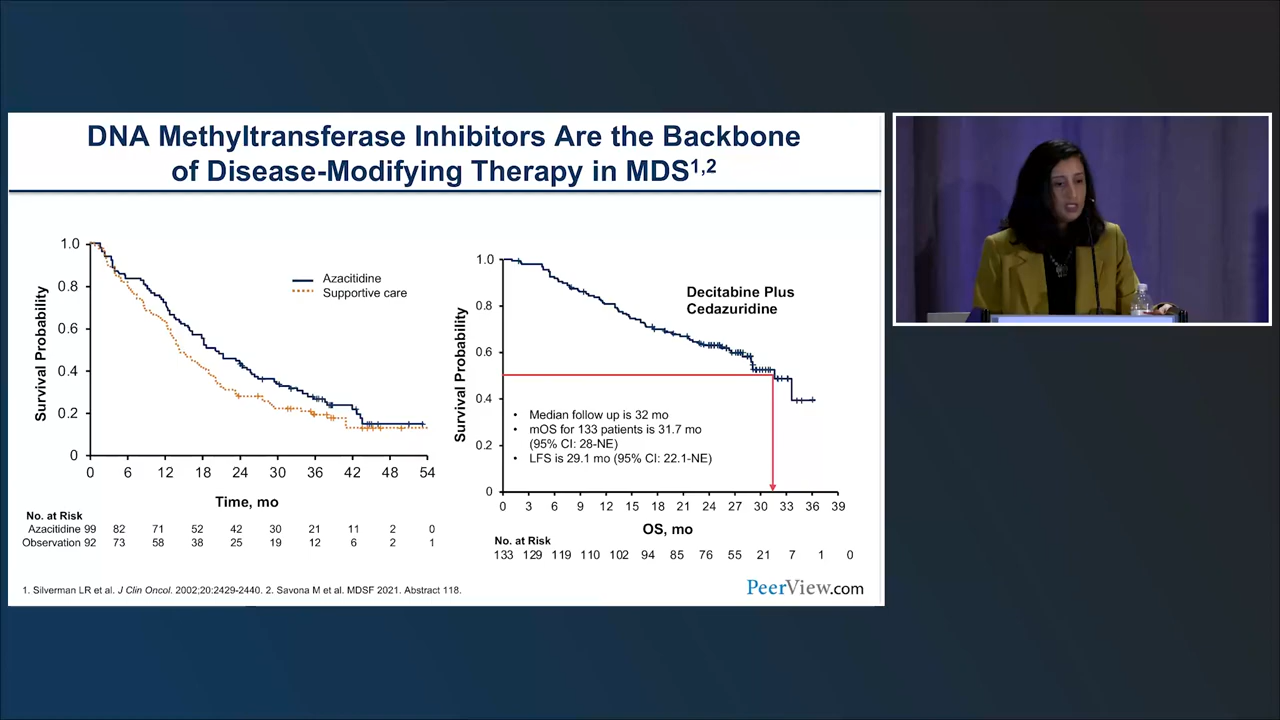 DNA Methyltransferase Inhibitors Are the Backbone
of Disease-Modifying Therapy in MDS1,2
Survival Probability
1.0
0.8
0.6
0.4
0.2
0
Azacitidine
Supportive care
0 6 12 18 24 30 36 42 48 54
Time, mo
No. at Risk
Azacitidine 99 82 71 52 42 30 21 11 2 0
Observation 92 73 58 38 25 19 12 6 2 1
Survival Probability
1.0
0.8
0.6
0.4
0.2
0
Decitabine Plus
Cedazuridine
• Median follow up is 32 mo
• mOS for 133 patients is 31.7 mo
(95% CI: 28-NE)
• LFS is 29.1 mo (95% CI: 22.1-NE)
0 3 6 9 12 15 18 21 24 27 30 33 36 39
OS, mo
No. at Risk
133 129 119 110 102 94 85 76 55 21 7 1 0
1. Silverman LR et al. J Clin Oncol. 2002;20:2429-2440. 2. Savona M et al. MDSF 2021. Abstract 118.
PeerView.com